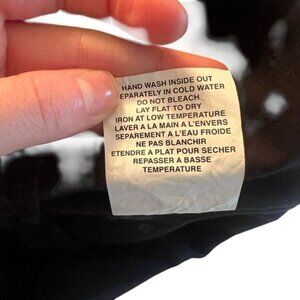 HAND WASH INSIDE OUT
EPARATELY IN COLD WATER
DO NOT BLEACH
LAY FLAT TO DRY
IRON AT LOW TEMPERATURE
LAVER À LA MAIN A L'ENVERS
SEPAREMENT A L'EAU FROIDE
NE PAS BLANCHIR
ETENDRE A PLAT POUR SECHER
REPASSER A BASSE
TEMPERATURE